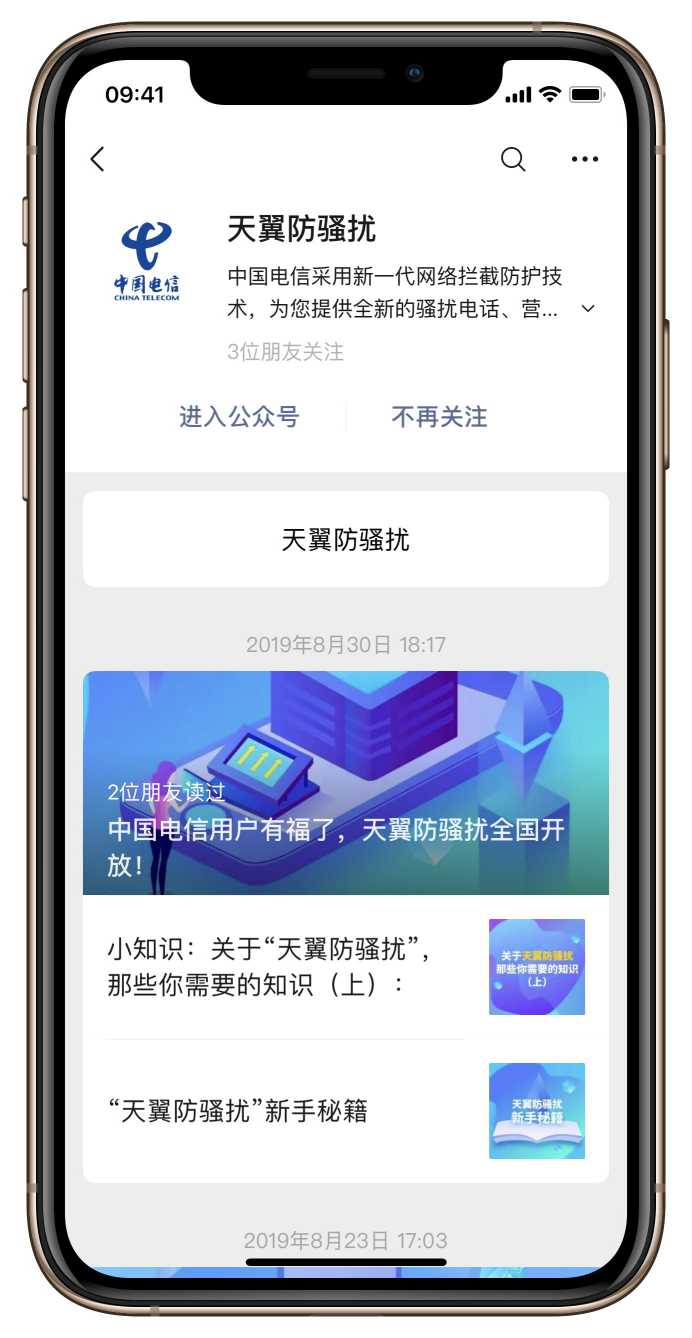 09:41
天翼防骚扰
中国电信
CHINA TELECOM
中国电信采用新一代网络拦截防护技
术，为您提供全新的骚扰电话、营...
3位朋友关注
进入公众号
不再关注
天翼防骚扰
2019年8月30日 18:17
2位朋友读过
中国电信用户有福了，天翼防骚扰全国开
放！
小知识：关于“天翼防骚扰”，
那些你需要的知识（上）：
关于天翼防骚扰
那些你需要的知识
（上）
“天翼防骚扰”新手秘籍
天翼防骚扰
新手秘籍
2019年8月23日 17:03